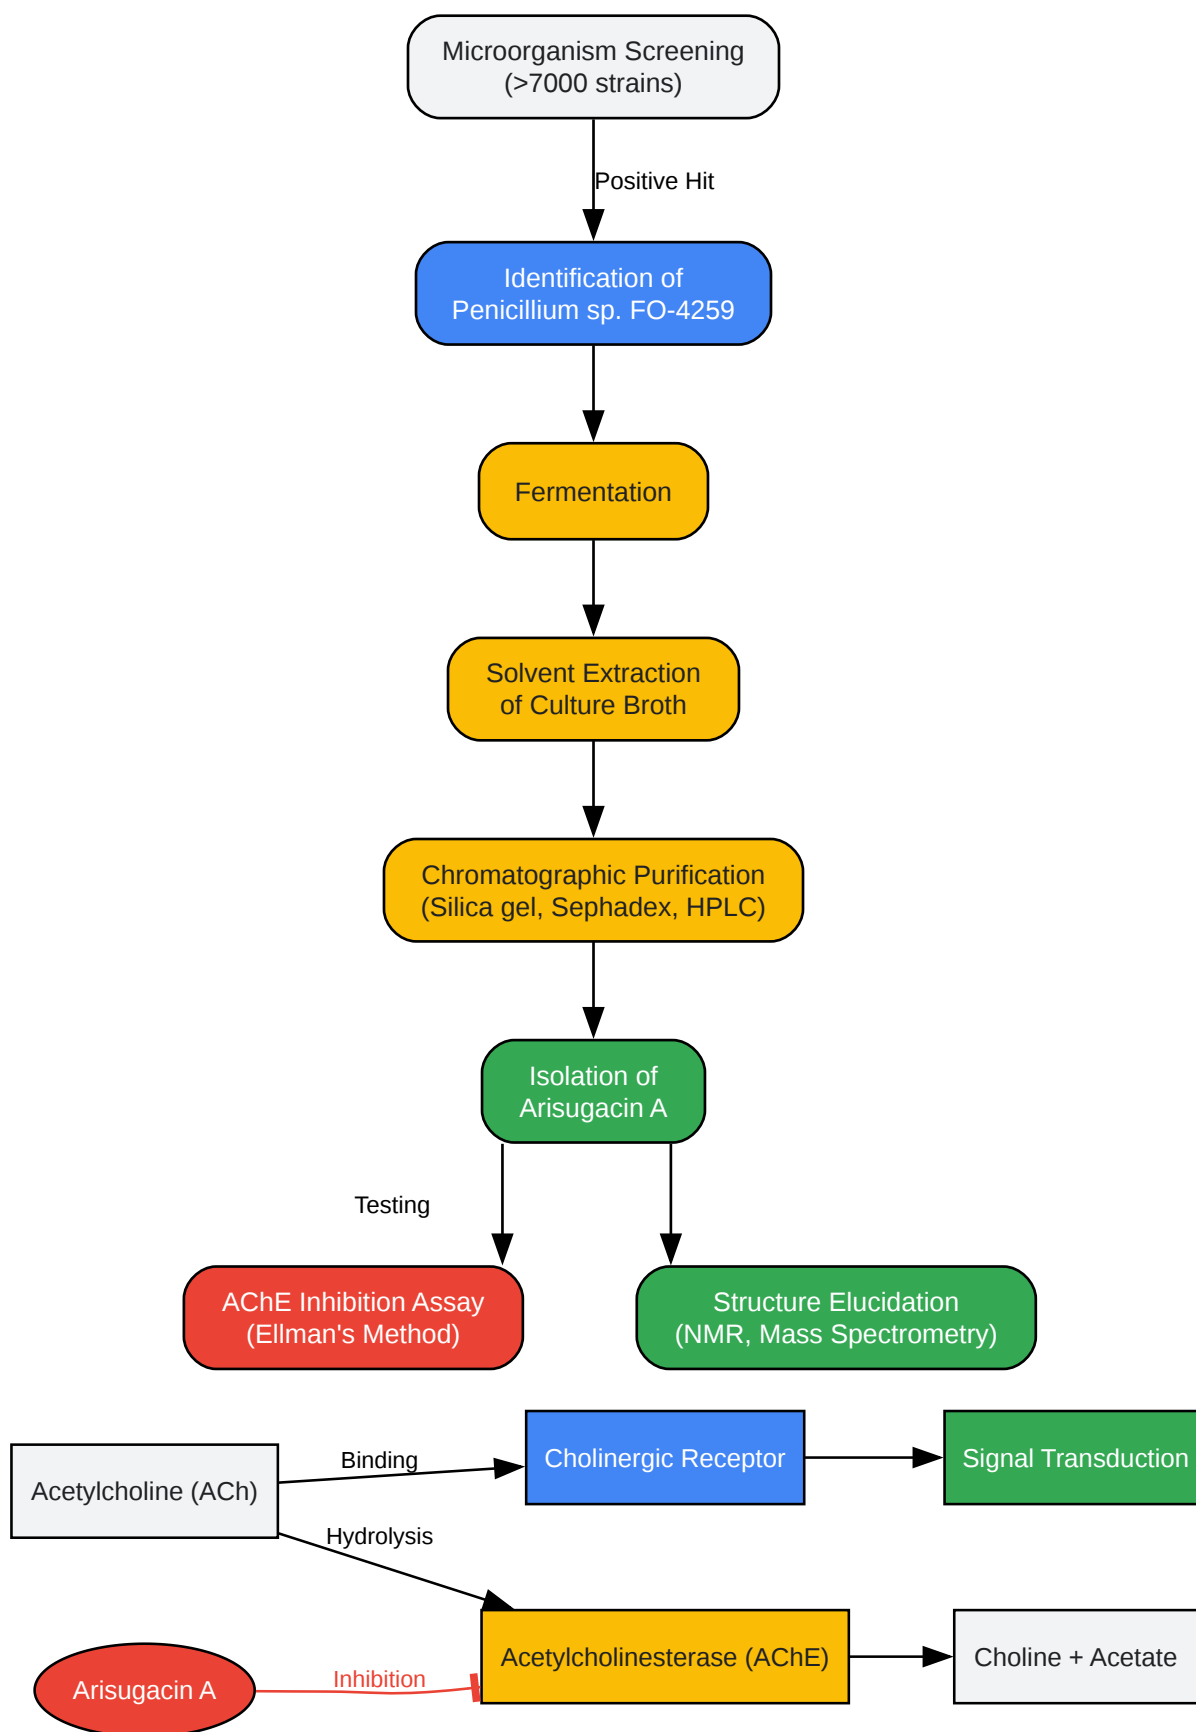 Microorganism Screening
(>7000 strains)
Positive Hit
Identification of
Penicillium sp. FO-4259
Fermentation
Solvent Extraction
of Culture Broth
Chromatographic Purification
(Silica gel, Sephadex, HPLC)
Isolation of
Arisugacin A
Testing
AChE Inhibition Assay
(Ellman's Method)
Structure Elucidation
(NMR, Mass Spectrometry)
Acetylcholine (ACh)
Binding
Cholinergic Receptor
Signal Transduction
Hydrolysis
Acetylcholinesterase (AChE)
Choline + Acetate
Arisugacin A
Inhibition